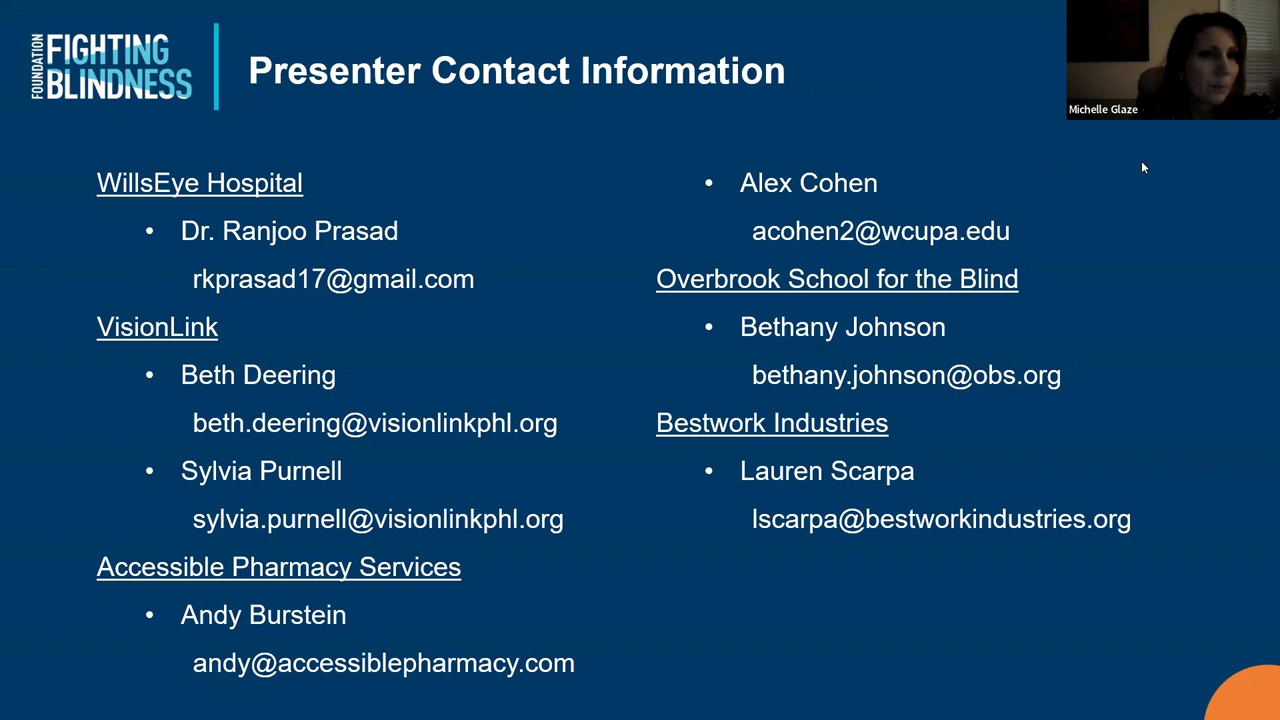 FOUNDATION
FIGHTING
BLINDNESS
Presenter Contact Information
Michelle Glaze
WillsEye Hospital
• Dr. Ranjoo Prasad
rkprasad17@gmail.com
VisionLink
• Beth Deering
beth.deering@visionlinkphl.org
• Sylvia Purnell
sylvia.purnell@visionlinkphl.org
Accessible Pharmacy Services
• Andy Burstein
andy@accessiblepharmacy.com
• Alex Cohen
acohen2@wcupa.edu
Overbrook School for the Blind
• Bethany Johnson
bethany.johnson@obs.org
Bestwork Industries
• Lauren Scarpa
lscarpa@bestworkindustries.org